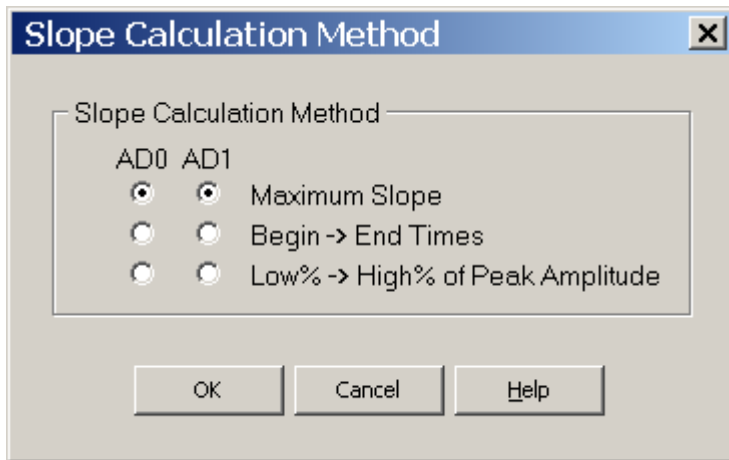 Slope Calculation Method
Slope Calculation Method
AD0 AD1
Maximum Slope
Begin -> End Times
Low% -> High% of Peak Amplitude
OK Cancel Help